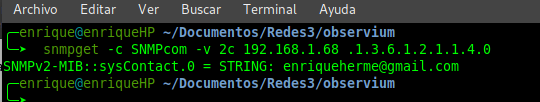 Archivo Editar Ver Buscar Terminal Ayuda
enrique@enriqueHP ~/Documentos/Redes3/observium
snmpget -c SNMPcom -v 2c 192.168.1.68 .1.3.6.1.2.1.1.4.0
SNMPv2-MIB::sysContact.0 = STRING: enriqueherme@gmail.com
enrique@enriqueHP ~/Documentos/Redes3/observium